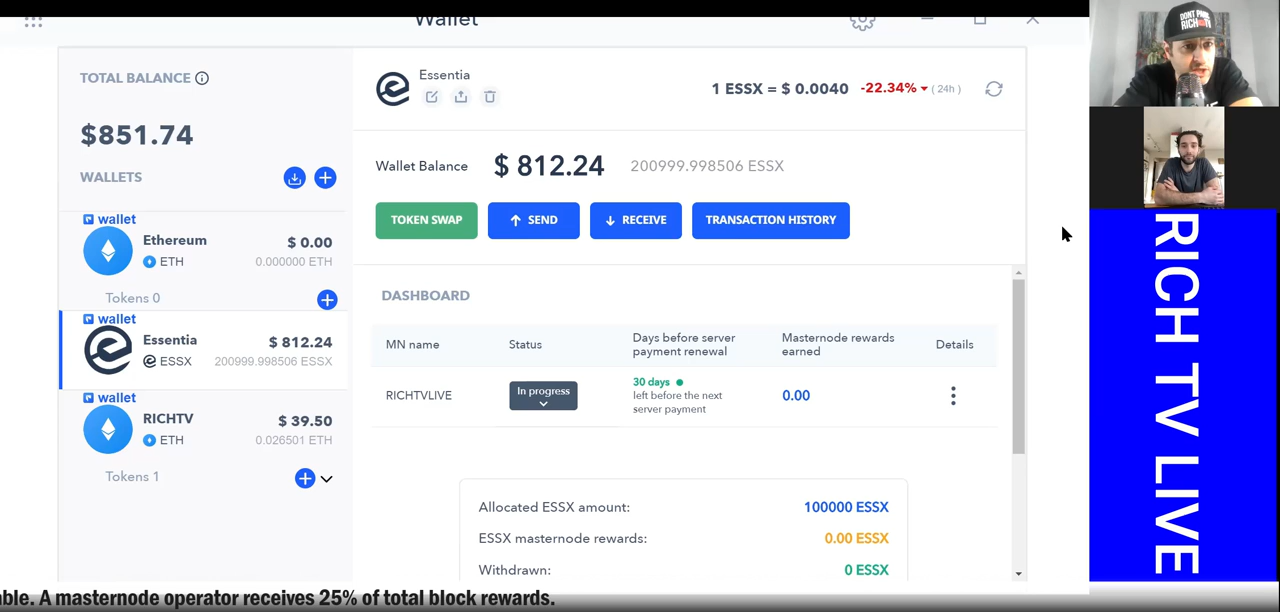 Wallet
TOTAL BALANCE
$851.74
WALLETS
wallet
Ethereum
$ 0.00
ETH
0.000000 ETH
Tokens 0
wallet
Essentia
$ 812.24
ESSX
200999.998506 ESSX
wallet
RICHTV
$ 39.50
ETH
0.026501 ETH
Tokens 1
Essentia
1 ESSX = $ 0.0040 -22.34% (24h)
Wallet Balance $ 812.24 200999.998506 ESSX
TOKEN SWAP
SEND
RECEIVE
TRANSACTION HISTORY
DASHBOARD
MN name
Status
Days before server
payment renewal
Masternode rewards
earned
Details
RICHTVLIVE
In progress
30 days
left before the next
server payment
0.00
Allocated ESSX amount: 100000 ESSX
ESSX masternode rewards: 0.00 ESSX
Withdrawn: 0 ESSX
RICH TV LIVE
ble. A masternode operator receives 25% of total block rewards.